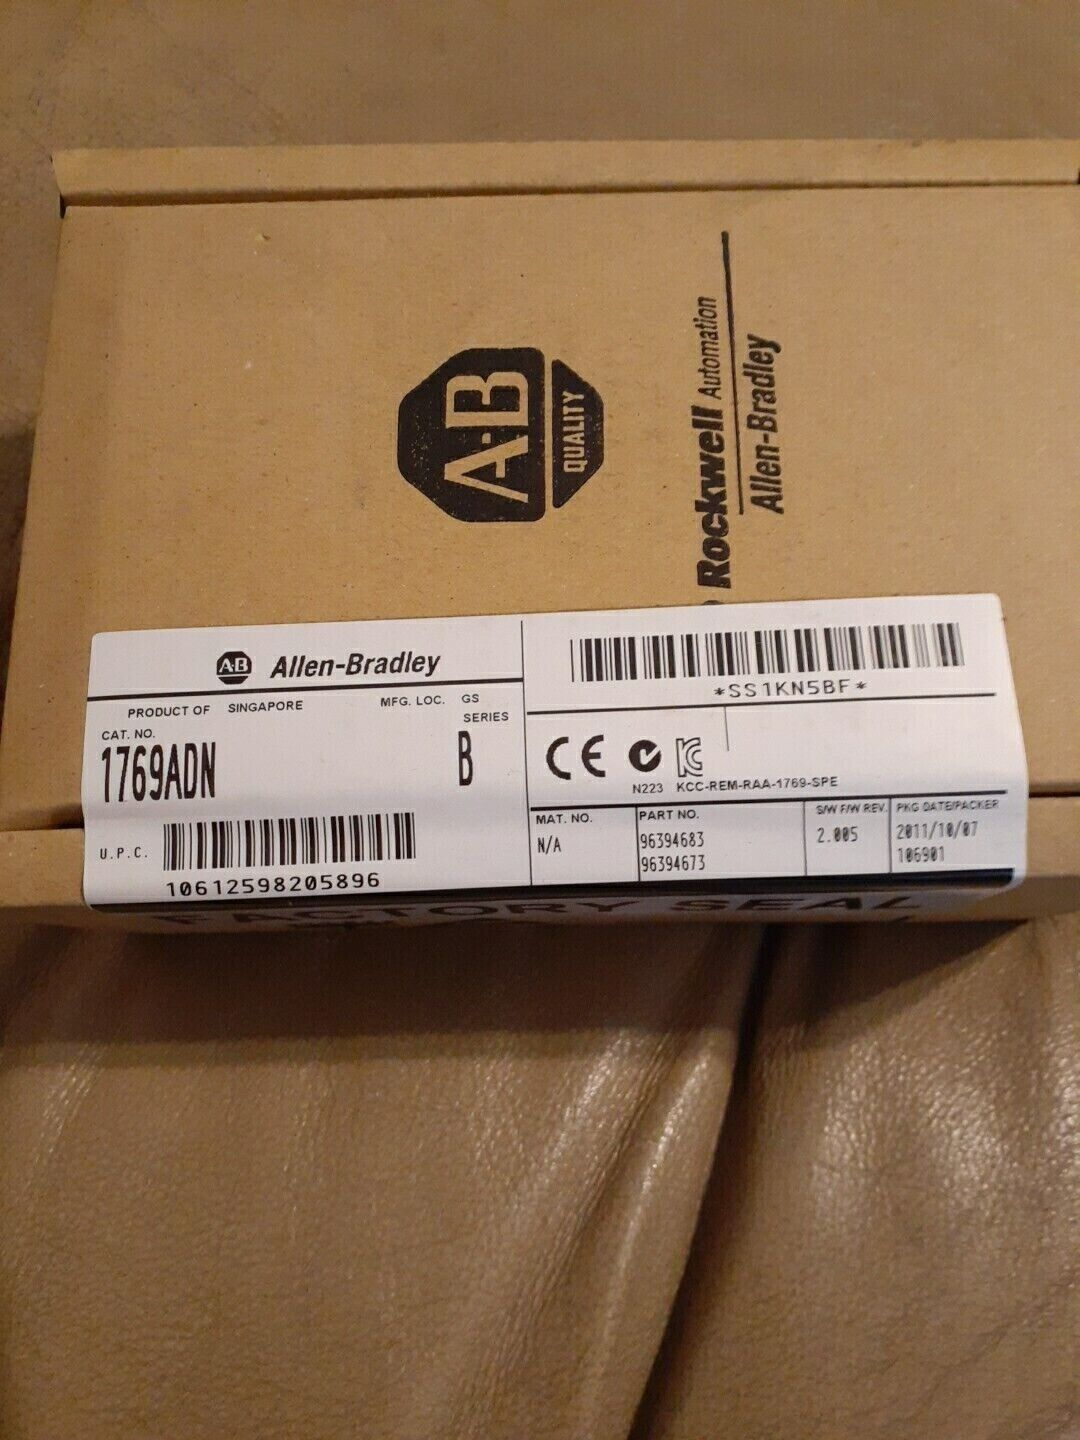 A-B
QUALITY
Rockwell Automation
Allen-Bradley
A-B Allen-Bradley
PRODUCT OF SINGAPORE MFG. LOC. GS
SERIES
CAT. NO.
1769ADN B
U.P.C.
10612598205896
*SS1KN5BF*
CE KC
N223 KCC-REM-RAA-1769-SPE
MAT. NO. PART NO. S/W F/W REV. PKG DATE/PACKER
N/A 96394683 2.005 2011/10/07
96394673 106901
FACTORY SEAL